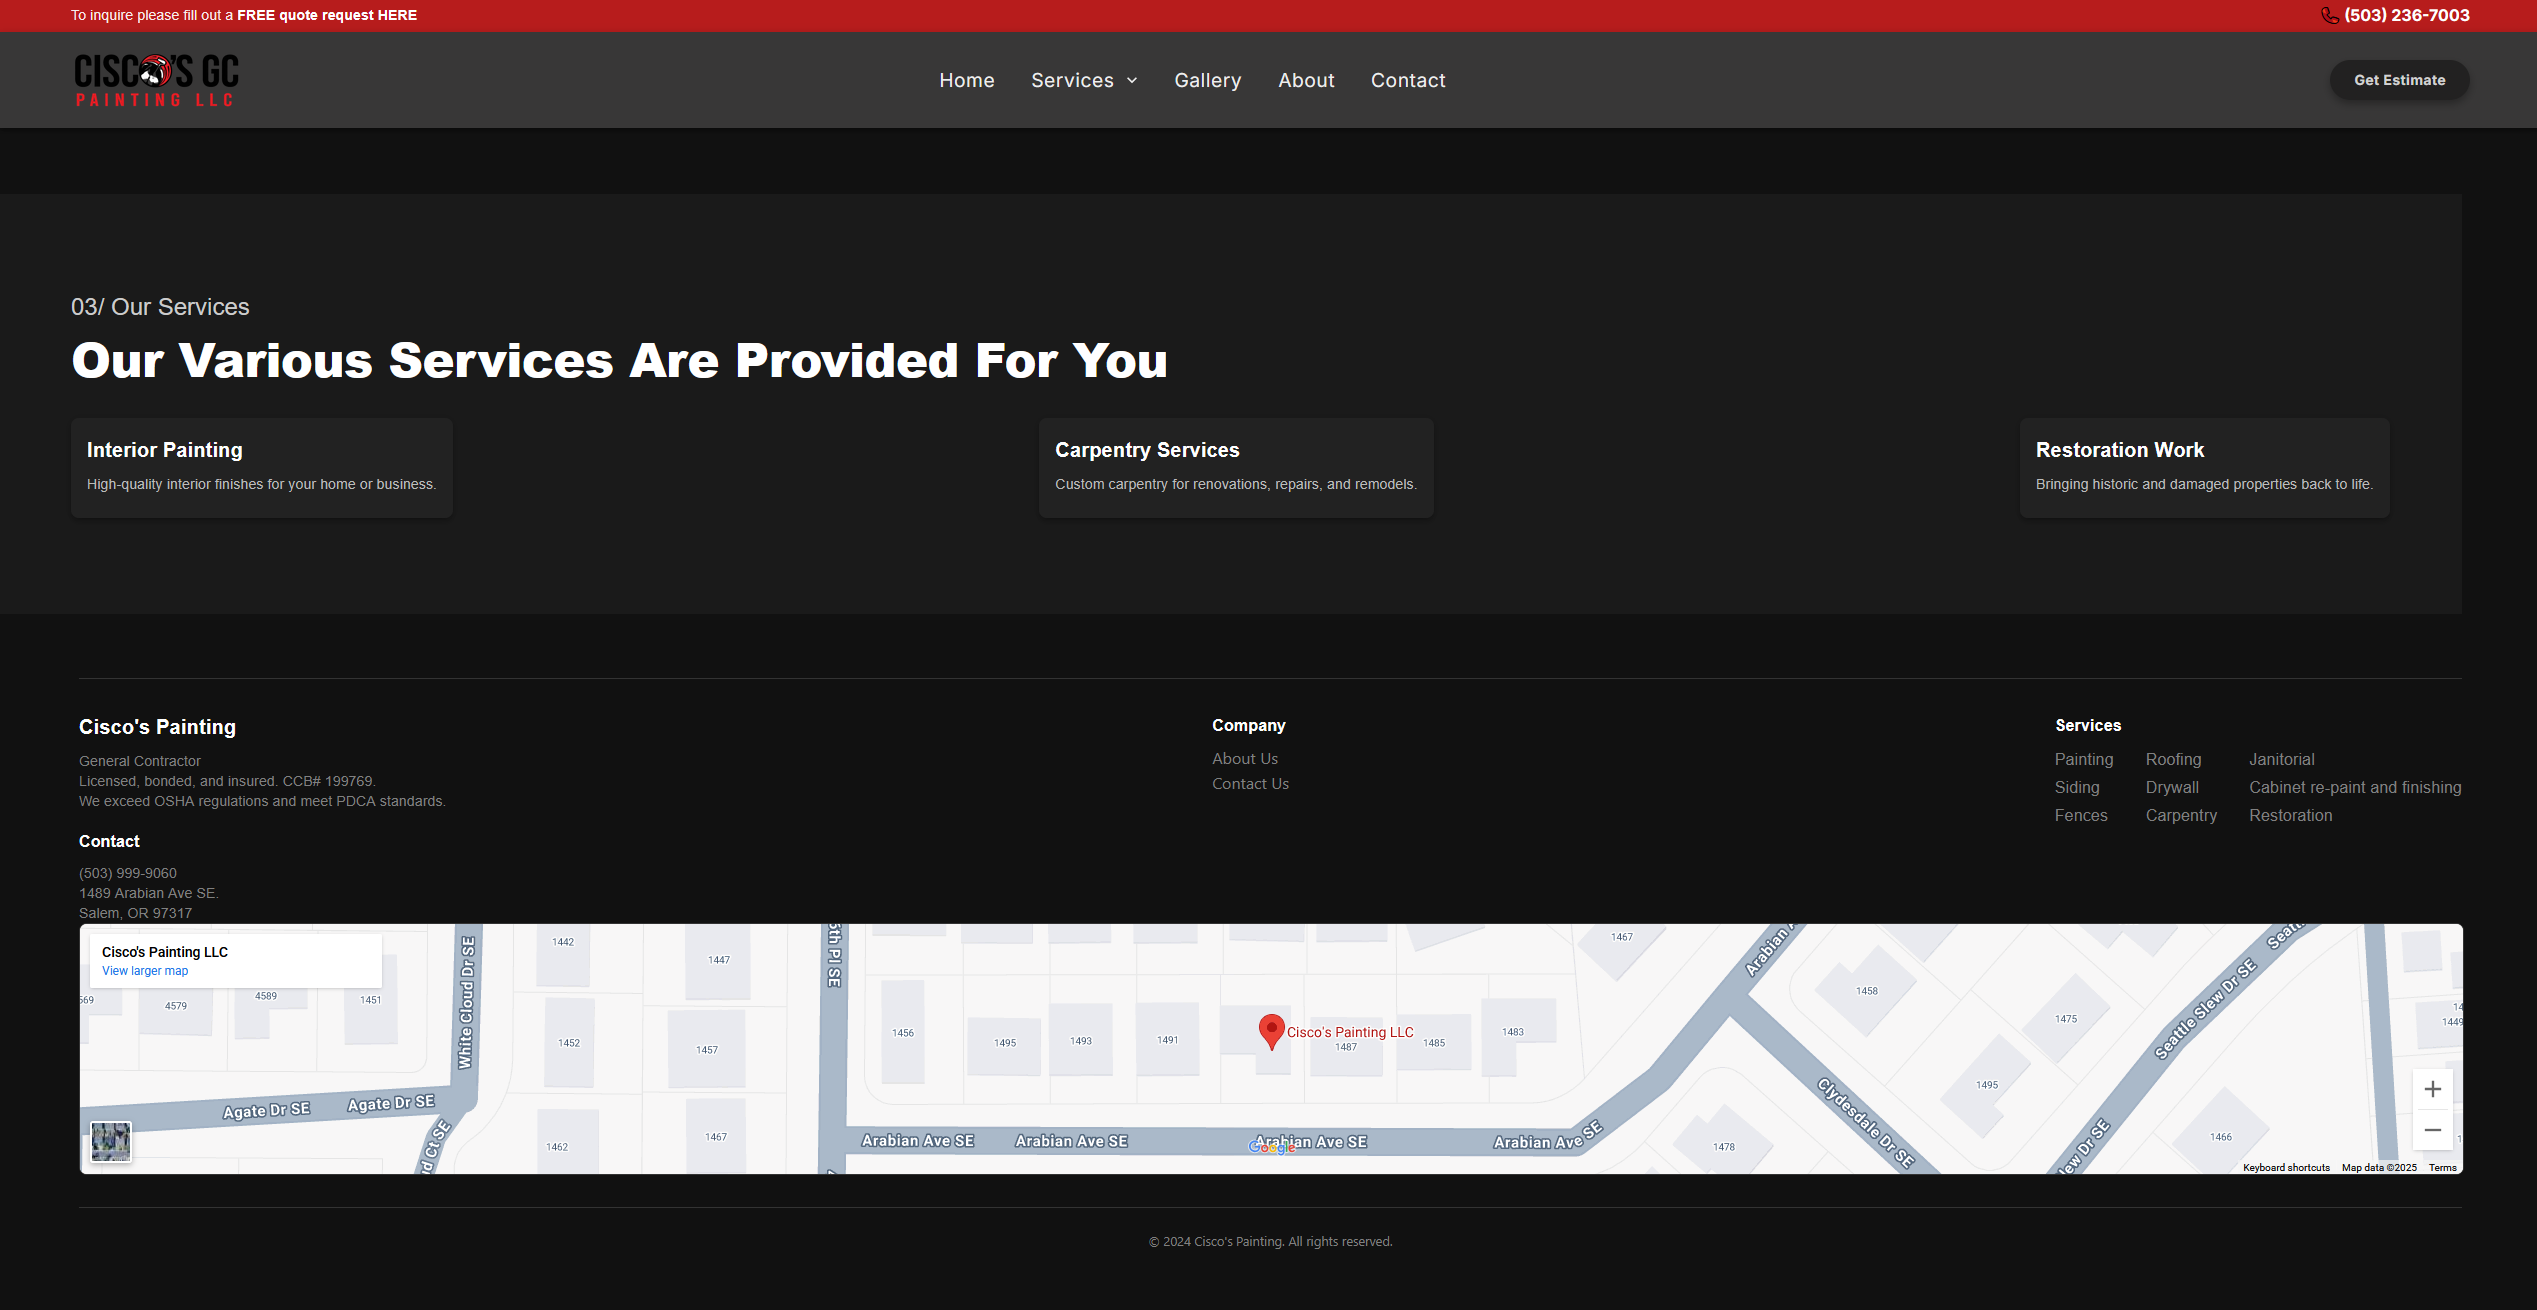 To inquire please fill out a FREE quote request HERE
(503) 236-7003
CISCO'S GC
PAINTING LLC
Home
Services
Gallery
About
Contact
Get Estimate
03/ Our Services
Our Various Services Are Provided For You
Interior Painting
High-quality interior finishes for your home or business.
Carpentry Services
Custom carpentry for renovations, repairs, and remodels.
Restoration Work
Bringing historic and damaged properties back to life.
Cisco's Painting
General Contractor
Licensed, bonded, and insured. CCB# 199769.
We exceed OSHA regulations and meet PDCA standards.
Contact
(503) 999-9060
1489 Arabian Ave SE.
Salem, OR 97317
Company
About Us
Contact Us
Services
Painting
Roofing
Janitorial
Siding
Drywall
Cabinet re-paint and finishing
Fences
Carpentry
Restoration
Cisco's Painting LLC
View larger map
569
4579
4589
1451
White Cloud Dr SE
1442
1447
1452
1457
1462
1467
5th Pl SE
Agate Dr SE
Agate Dr SE
d Ct SE
1456
1495
1493
1491
Cisco's Painting LLC
1487
1485
1483
1467
Arabian Ave SE
Arabian Ave SE
Arabian Ave SE
Arabian Ave SE
Google
Arabian A
1458
1475
1495
1478
1466
1449
Clydesdale Dr SE
Seattle Slew Dr SE
Seattl
lew Dr SE
Keyboard shortcuts
Map data ©2025
Terms
© 2024 Cisco's Painting. All rights reserved.